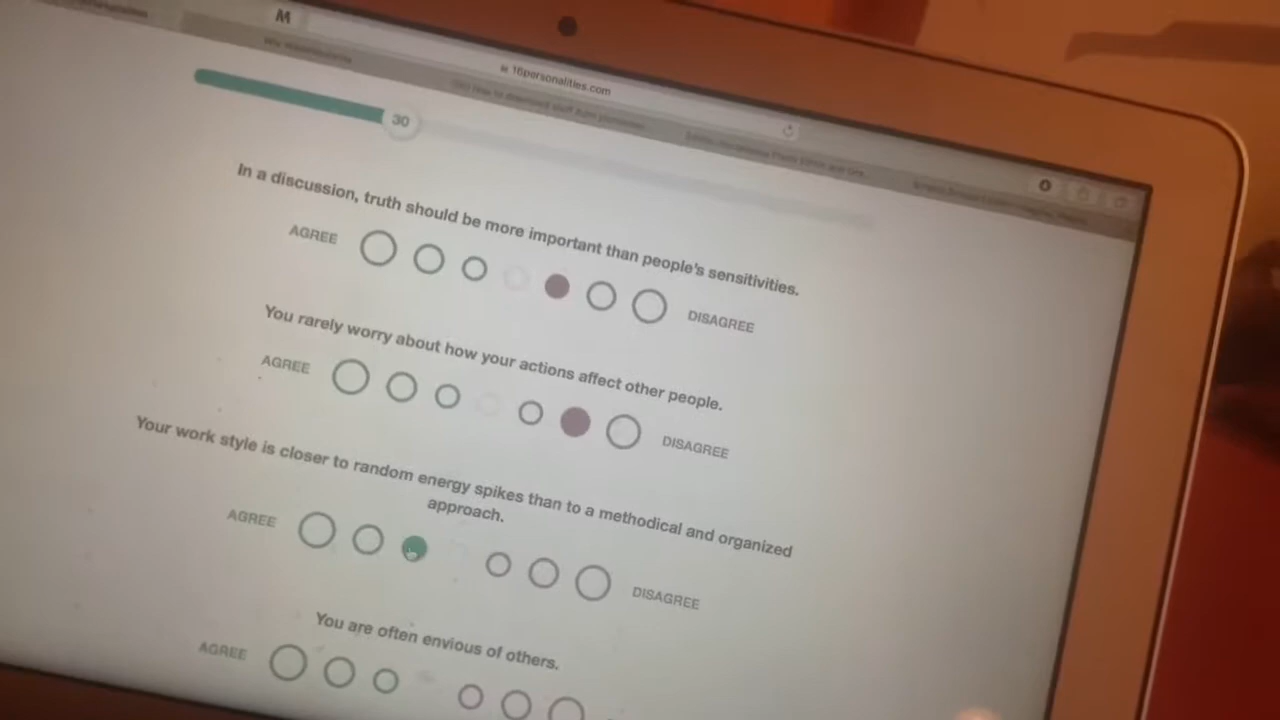 M
16personalities.com
30
In a discussion, truth should be more important than people's sensitivities.
AGREE
DISAGREE
You rarely worry about how your actions affect other people.
AGREE
DISAGREE
Your work style is closer to random energy spikes than to a methodical and organized
approach.
AGREE
DISAGREE
You are often envious of others.
AGREE